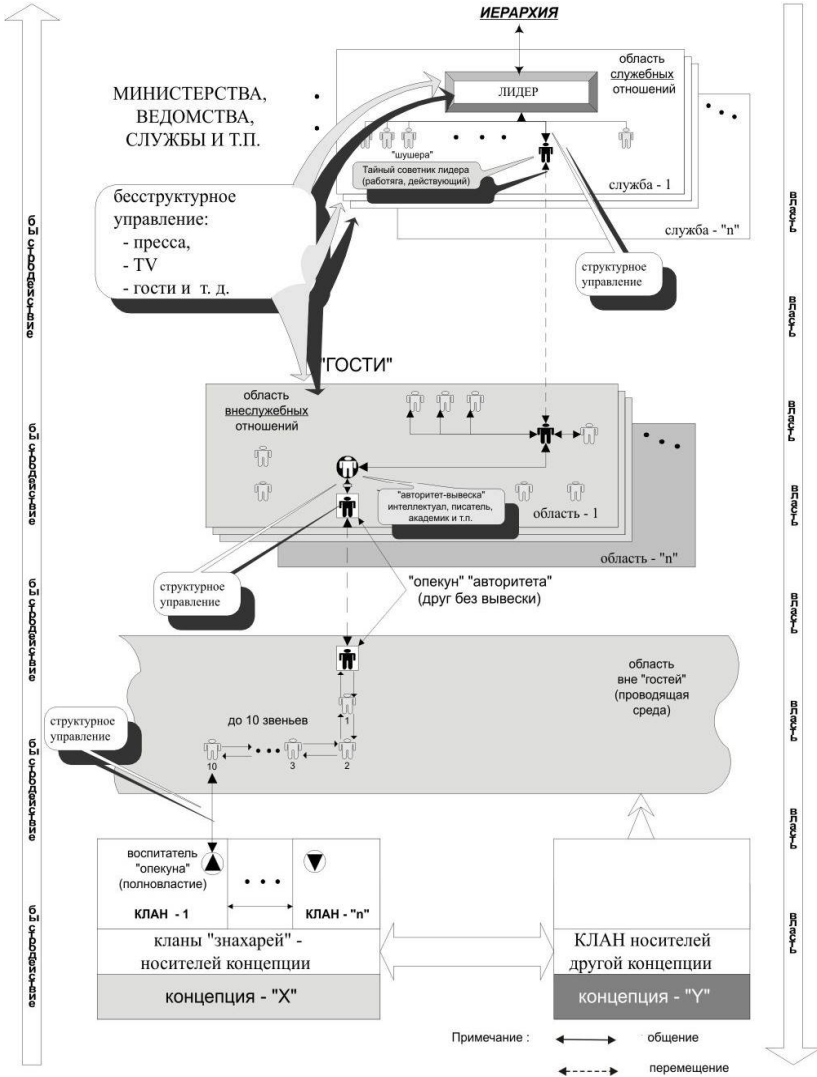 ИЕРАРХИЯ
область
служебных
отношений
ЛИДЕР
МИНИСТЕРСТВА,
ВЕДОМСТВА,
СЛУЖБЫ И Т.П.
"шушера"
Тайный советник лидера
(работяга, действующий)
служба - 1
служба - "n"
бесструктурное
управление:
- пресса,
- TV
- гости и т. д.
структурное
управление
"ГОСТИ"
область
внеслужебных
отношений
"авторитет-вывеска"
интеллектуал, писатель,
академик и т.п.
область - 1
область - "n"
структурное
управление
"опекун" "авторитета"
(друг без вывески)
область
вне "гостей"
(проводящая
среда)
структурное
управление
до 10 звеньев
1
10
3
2
воспитатель
"опекуна"
(полновластие)
КЛАН - 1
КЛАН - "n"
кланы "знахарей" -
носителей концепции
концепция - "X"
КЛАН носителей
другой концепции
концепция - "Y"
Примечание :
общение
перемещение
быстродействие
быстродействие
быстродействие
быстродействие
быстродействие
власть
власть
власть
власть
власть
власть
власть
власть